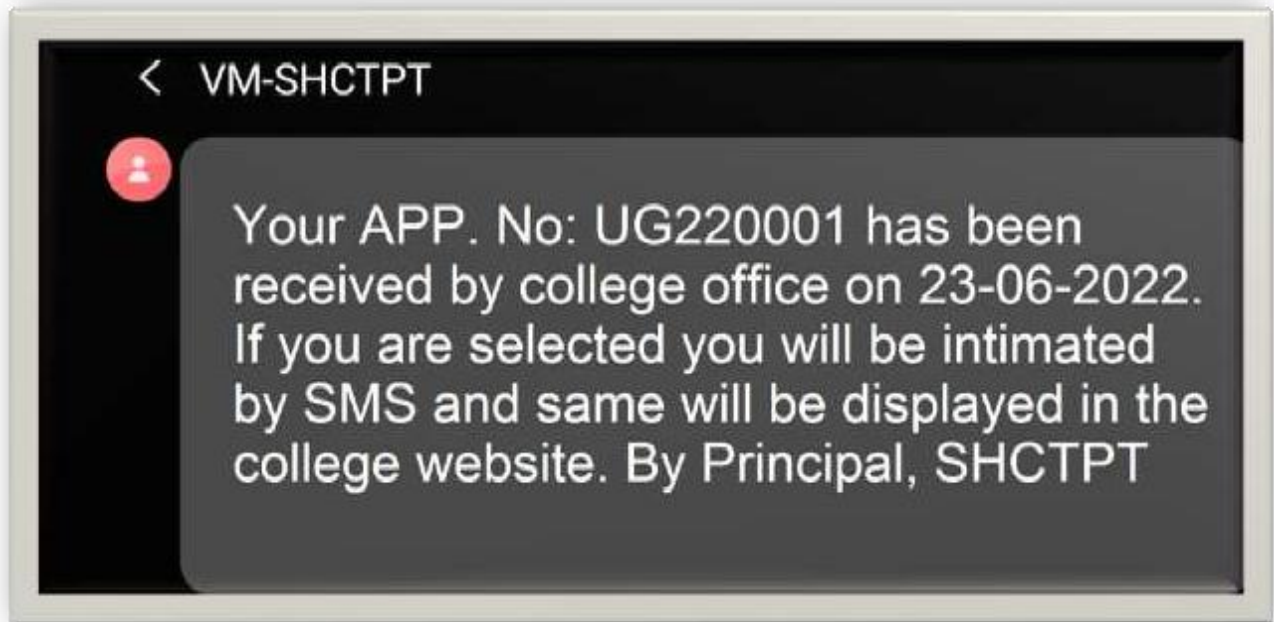 VM-SHCTPT
Your APP. No: UG220001 has been
received by college office on 23-06-2022.
If you are selected you will be intimated
by SMS and same will be displayed in the
college website. By Principal, SHCTPT